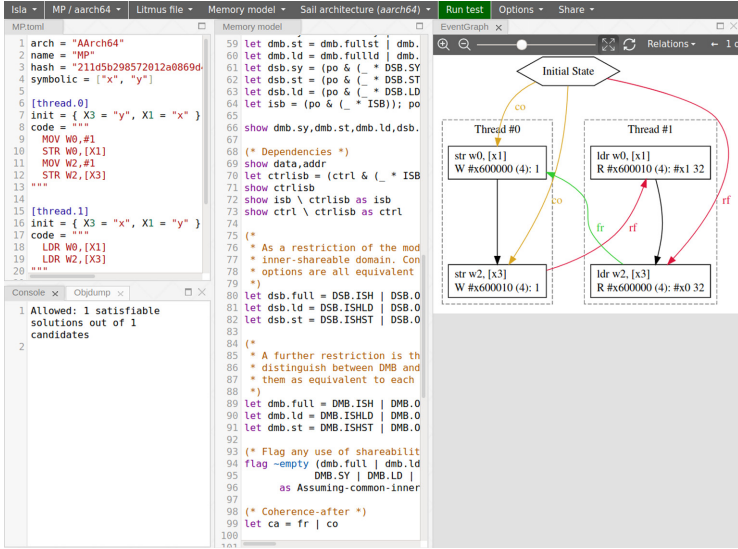 Isla MP / aarch64 Litmus file Memory model Sail architecture (aarch64) Run test Options Share
MP.toml
1 arch = "AArch64"
2 name = "MP"
3 hash = "211d5b298572012a0869d
4 symbolic = ["x", "y"]
5
6 [thread.0]
7 init = { X3 = "y", X1 = "x" }
8 code = """
9 MOV W0,#1
10 STR W0,[X1]
11 MOV W2,#1
12 STR W2,[X3]
13 """
14
15 [thread.1]
16 init = { X3 = "x", X1 = "y" }
17 code = """
18 LDR W0,[X1]
19 LDR W2,[X3]
20 """
Console Objdump
1 Allowed: 1 satisfiable
solutions out of 1
candidates
2
Memory model
59 let dmb.st = dmb.fullst | dmb.
60 let dmb.ld = dmb.fulld | dmb.
61 let dsb.sy = (po & (_ * DSB.SY
62 let dsb.st = (po & (_ * DSB.ST
63 let dsb.ld = (po & (_ * DSB.LD
64 let isb = (po & (_ * ISB)); po
65
66 show dmb.sy,dmb.st,dmb.ld,dsb.
67
68 (* Dependencies *)
69 show data,addr
70 let ctrlisb = (ctrl & (_ * ISB
71 show ctrlisb
72 show isb \ ctrlisb as isb
73 show ctrl \ ctrlisb as ctrl
74
75 (*
76 * As a restriction of the mod
77 * inner-shareable domain. Con
78 * options are all equivalent
79 *)
80 let dsb.full = DSB.ISH | DSB.O
81 let dsb.ld = DSB.ISHLD | DSB.O
82 let dsb.st = DSB.ISHST | DSB.O
83
84 (*
85 * A further restriction is th
86 * distinguish between DMB and
87 * them as equivalent to each
88 *)
89 let dmb.full = DMB.ISH | DMB.O
90 let dmb.ld = DMB.ISHLD | DMB.O
91 let dmb.st = DMB.ISHST | DMB.O
92
93 (* Flag any use of shareabilit
94 flag ~empty (dmb.full | dmb.ld
95 DMB.SY | DMB.LD |
96 as Assuming-common-inner
97
98 (* Coherence-after *)
99 let ca = fr | co
100
EventGraph
Relations ← 1 o
Initial State
co
Thread #0
Thread #1
str w0, [x1]
W #x600000 (4): 1
ldr w0, [x1]
R #x600010 (4): #x1 32
co
rf
fr
rf
str w2, [x3]
W #x600010 (4): 1
ldr w2, [x3]
R #x600000 (4): #x0 32